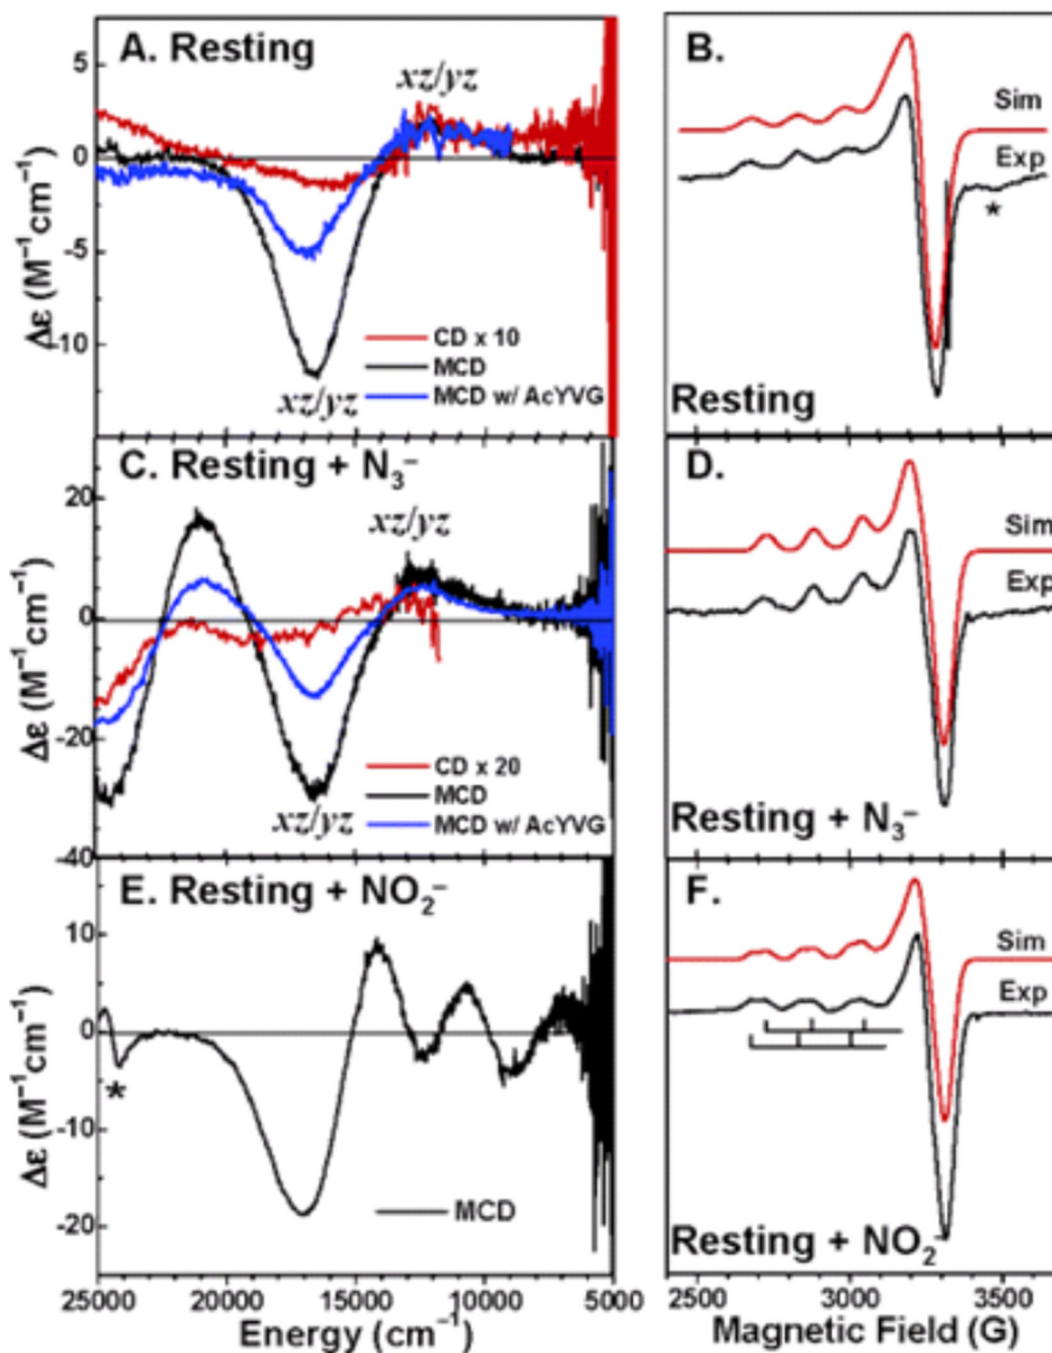 A. Resting
xz/yz
5
0
-5
-10
Δε (M⁻¹cm⁻¹)
CD x 10
MCD
MCD w/ AcYVG
xz/yz
B.
Sim
Exp
*
Resting
C. Resting + N₃⁻
xz/yz
20
0
-20
-40
Δε (M⁻¹cm⁻¹)
CD x 20
MCD
MCD w/ AcYVG
xz/yz
D.
Sim
Exp
Resting + N₃⁻
E. Resting + NO₂⁻
10
0
-10
-20
Δε (M⁻¹cm⁻¹)
*
MCD
25000 20000 15000 10000 5000
Energy (cm⁻¹)
F.
Sim
Exp
Resting + NO₂⁻
2500 3000 3500
Magnetic Field (G)